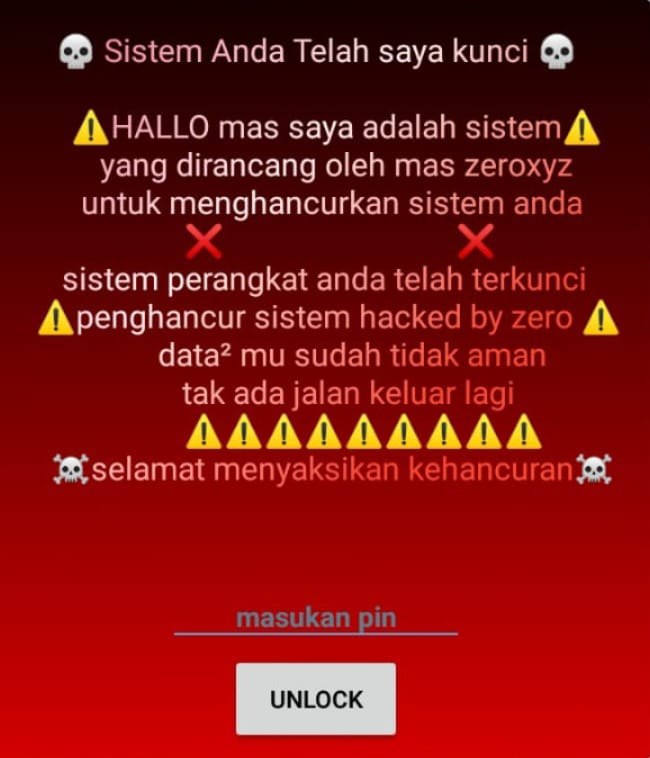 💀 Sistem Anda Telah saya kunci 💀
⚠️HALLO mas saya adalah sistem⚠️
yang dirancang oleh mas zeroxyz
untuk menghancurkan sistem anda
❌ ❌
sistem perangkat anda telah terkunci
⚠️penghancur sistem hacked by zero ⚠️
data² mu sudah tidak aman
tak ada jalan keluar lagi
⚠️⚠️⚠️⚠️⚠️⚠️⚠️⚠️⚠️
☠️selamat menyaksikan kehancuran☠️
masukan pin
UNLOCK